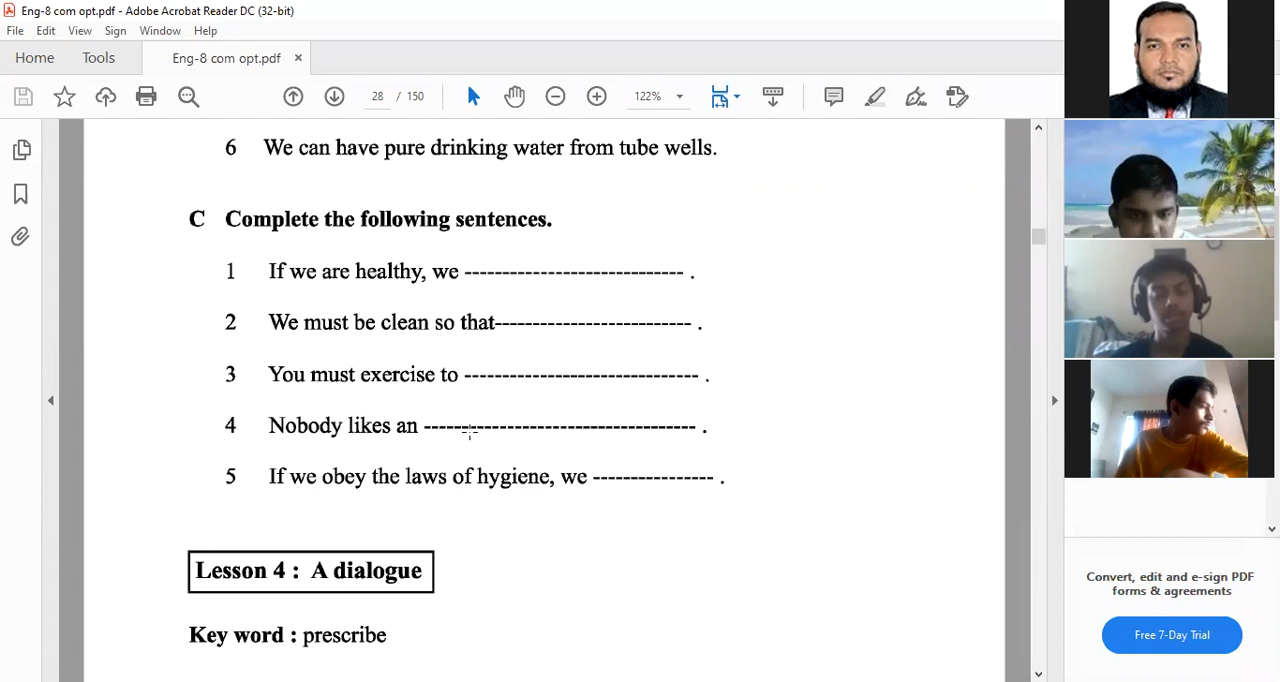 Eng-8 com opt.pdf - Adobe Acrobat Reader DC (32-bit)
File Edit View Sign Window Help
Home Tools Eng-8 com opt.pdf ×
28 / 150 122%
6 We can have pure drinking water from tube wells.
C Complete the following sentences.
1 If we are healthy, we ----------------------------- .
2 We must be clean so that-------------------------- .
3 You must exercise to ------------------------------- .
4 Nobody likes an ------------------------------------ .
5 If we obey the laws of hygiene, we ---------------- .
Lesson 4 : A dialogue
Key word : prescribe
Convert, edit and e-sign PDF
forms & agreements
Free 7-Day Trial